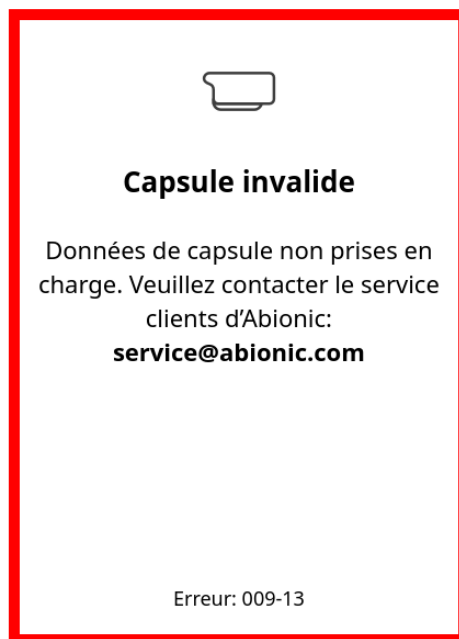 Capsule invalide
Données de capsule non prises en
charge. Veuillez contacter le service
clients d’Abionic:
service@abionic.com
Erreur: 009-13